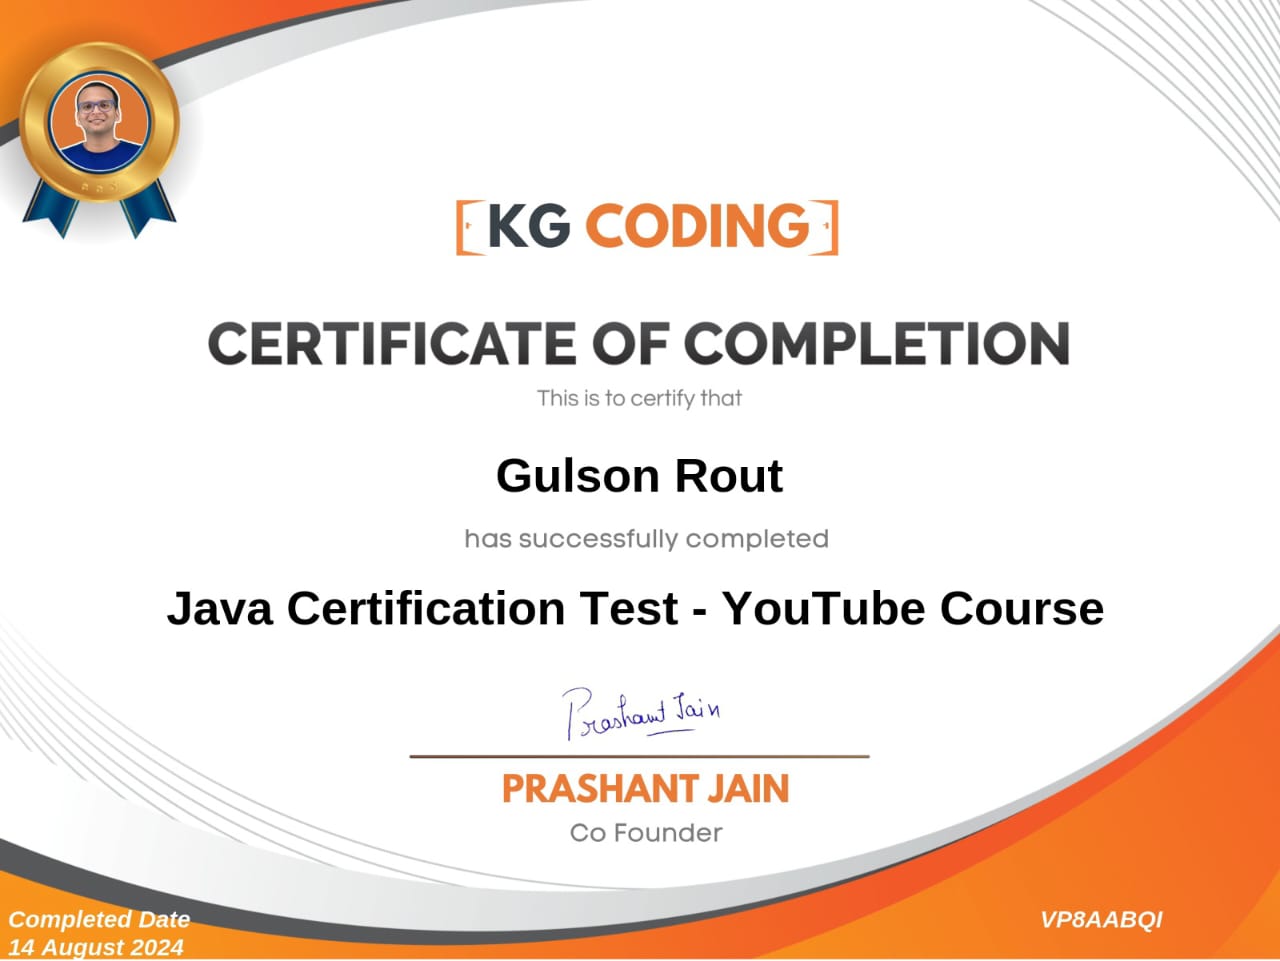 [KG CODING]
CERTIFICATE OF COMPLETION
This is to certify that
Gulson Rout
has successfully completed
Java Certification Test - YouTube Course
Prashant Jain
PRASHANT JAIN
Co Founder
Completed Date
14 August 2024
VP8AABQI